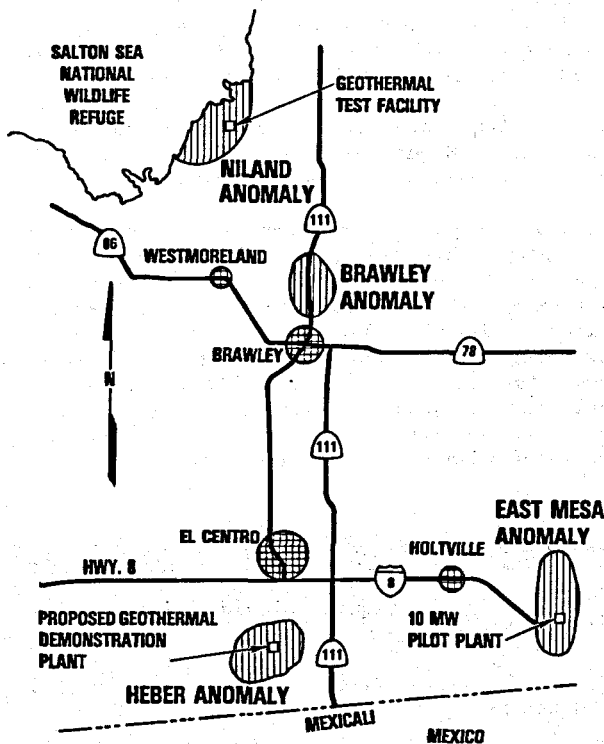 SALTON SEA
NATIONAL
WILDLIFE
REFUGE
GEOTHERMAL
TEST FACILITY
NILAND
ANOMALY
111
86
WESTMORELAND
BRAWLEY
ANOMALY
BRAWLEY
78
N
111
EAST MESA
ANOMALY
EL CENTRO
HOLTVILLE
HWY. 8
8
PROPOSED GEOTHERMAL
DEMONSTRATION
PLANT
10 MW
PILOT PLANT
111
HEBER ANOMALY
MEXICALI
MEXICO